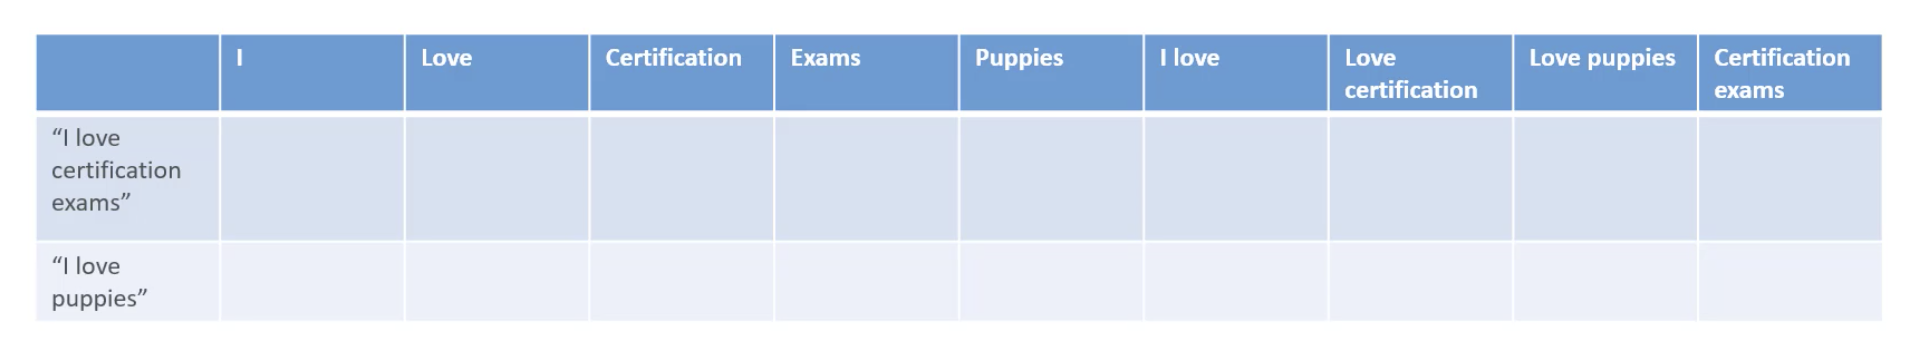 I
Love
Certification
Exams
Puppies
I love
Love
certification
Love puppies
Certification
exams
“I love
certification
exams”
“I love
puppies”